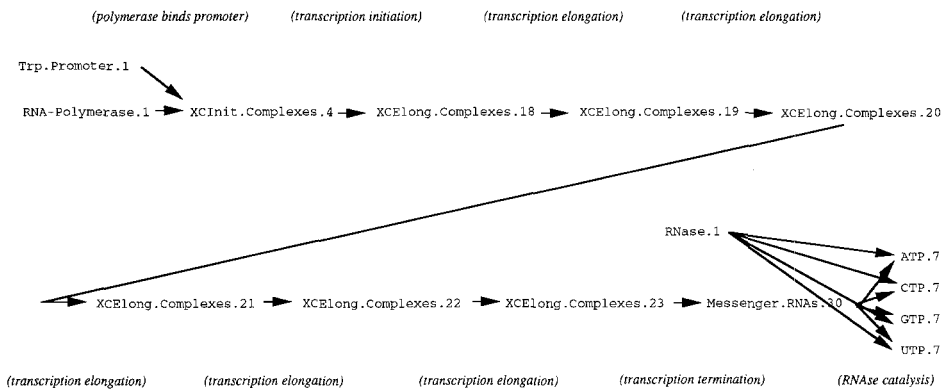 (polymerase binds promoter) (transcription initiation) (transcription elongation) (transcription elongation)
Trp.Promoter.1
RNA-Polymerase.1 XCInit.Complexes.4 XCElong.Complexes.18 XCElong.Complexes.19 XCElong.Complexes.20
RNase.1
ATP.7
CTP.7
XCElong.Complexes.21 XCElong.Complexes.22 XCElong.Complexes.23 Messenger.RNAs.30
GTP.7
UTP.7
(transcription elongation) (transcription elongation) (transcription elongation) (transcription termination) (RNAse catalysis)